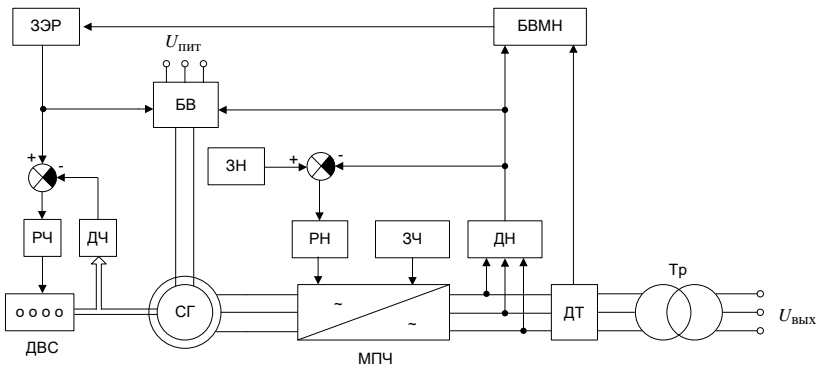 ЗЭР
БВМН
Uпит
БВ
+
-
ЗН
+
-
РЧ
ДЧ
РН
ЗЧ
ДН
Тр
СГ
~
~
ДТ
Uвых
ДВС
МПЧ